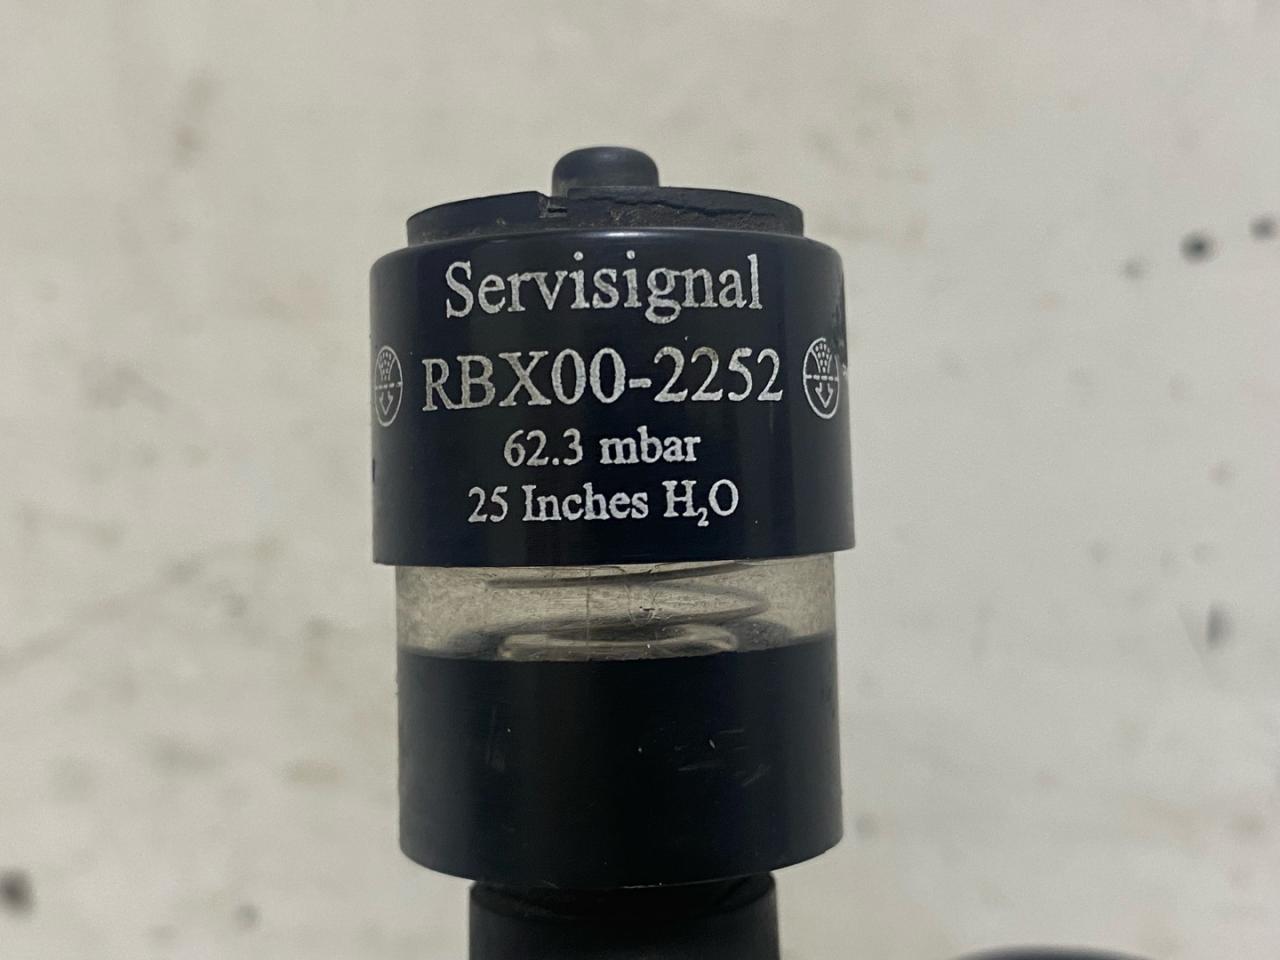 Servisignal
RBX00-2252
62.3 mbar
25 Inches H₂O